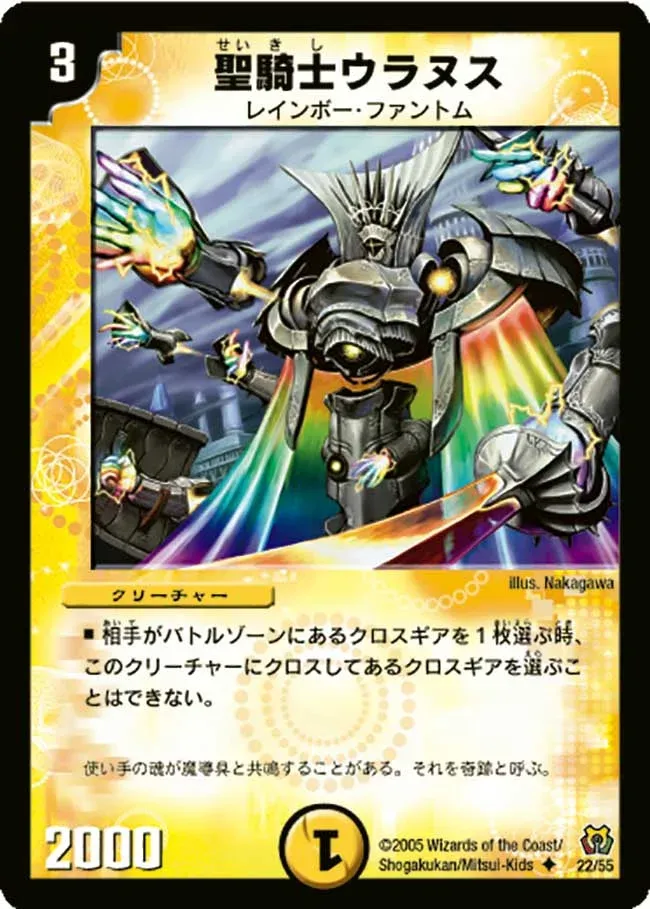 3
せいきし
聖騎士ウラヌス
レインボー・ファントム
illus. Nakagawa
クリーチャー
■ 相手がバトルゾーンにあるクロスギアを1枚選ぶ時、
このクリーチャーにクロスしてあるクロスギアを選ぶこ
とはできない。
使い手の魂が魔導具と共鳴することがある。それを奇跡と呼ぶ。
2000
1
©2005 Wizards of the Coast/
Shogakukan/Mitsui-Kids ✦ 22/55